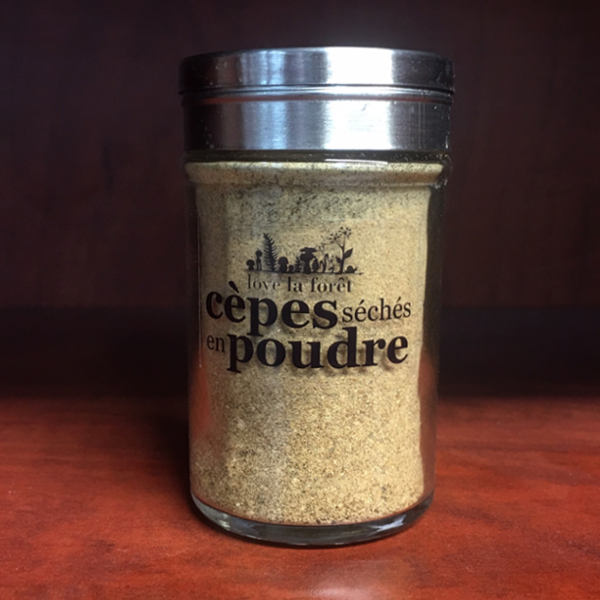 love la forêt
cèpes séchés
en poudre